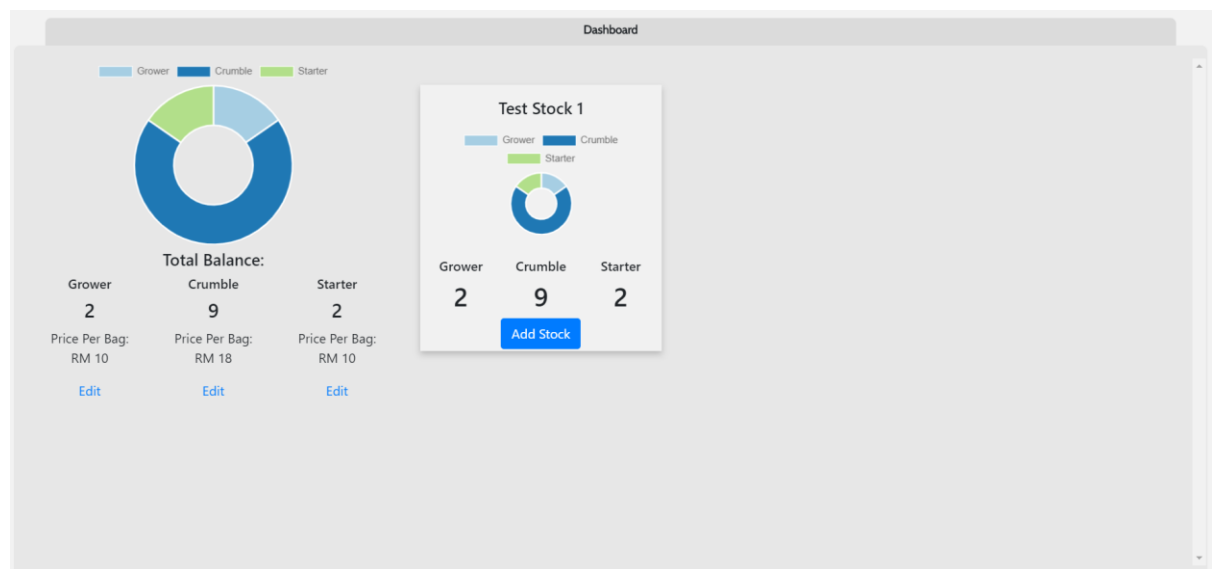 Dashboard
Grower Crumble Starter
Total Balance:
Grower Crumble Starter
2 9 2
Price Per Bag: Price Per Bag: Price Per Bag:
RM 10 RM 18 RM 10
Edit Edit Edit
Test Stock 1
Grower Crumble
Starter
Grower Crumble Starter
2 9 2
Add Stock